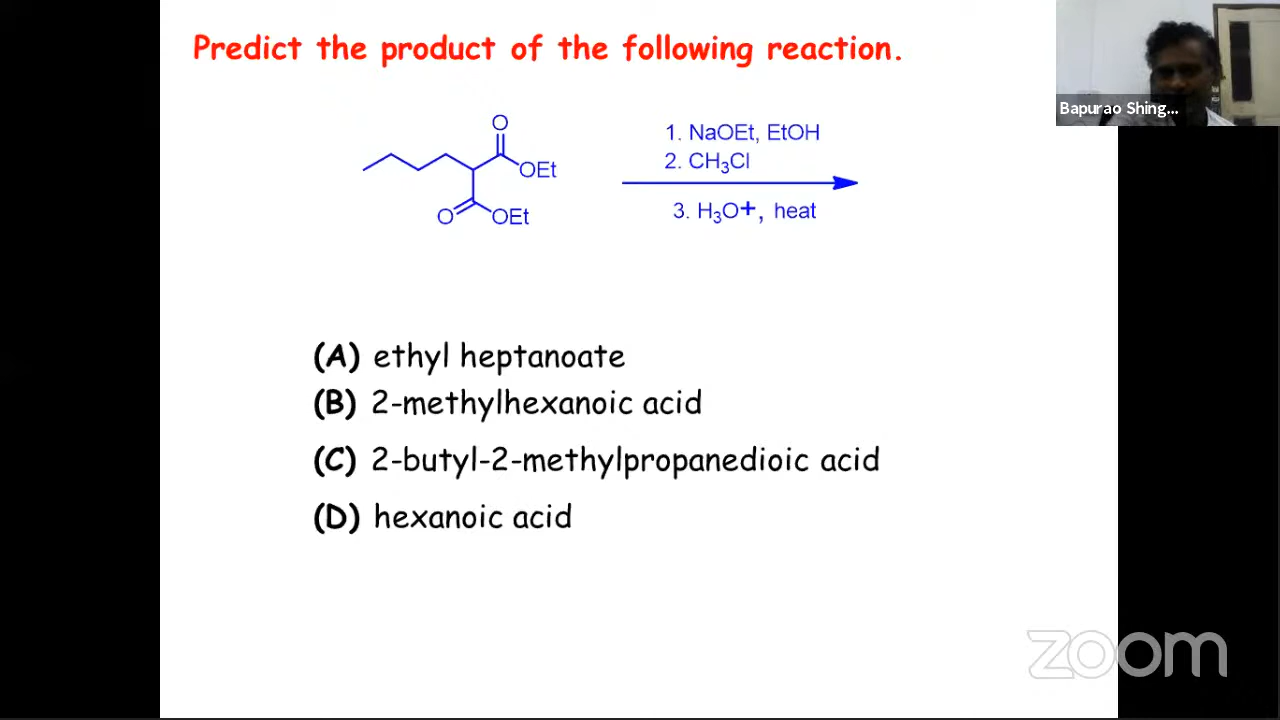 Predict the product of the following reaction.
Bapurao Shing...
O
OEt
O
OEt
1. NaOEt, EtOH
2. CH₃Cl
3. H₃O+, heat
(A) ethyl heptanoate
(B) 2-methylhexanoic acid
(C) 2-butyl-2-methylpropanedioic acid
(D) hexanoic acid
zoom